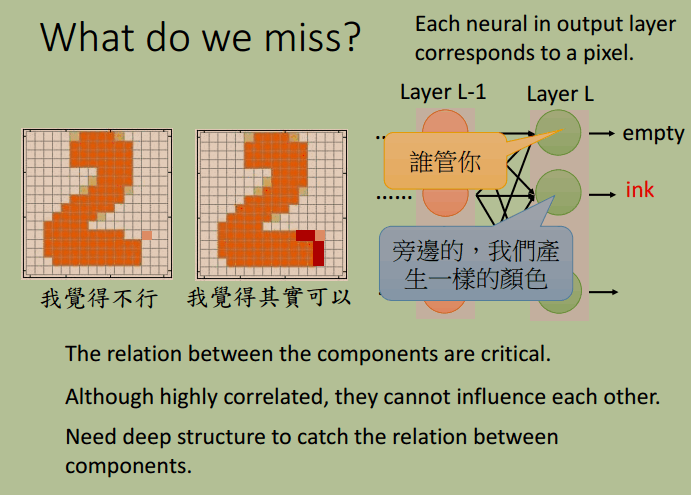 What do we miss?
Each neural in output layer
corresponds to a pixel.
Layer L-1
Layer L
......
empty
誰管你
......
ink
旁邊的，我們產
生一樣的顏色
我覺得不行
我覺得其實可以
The relation between the components are critical.
Although highly correlated, they cannot influence each other.
Need deep structure to catch the relation between
components.